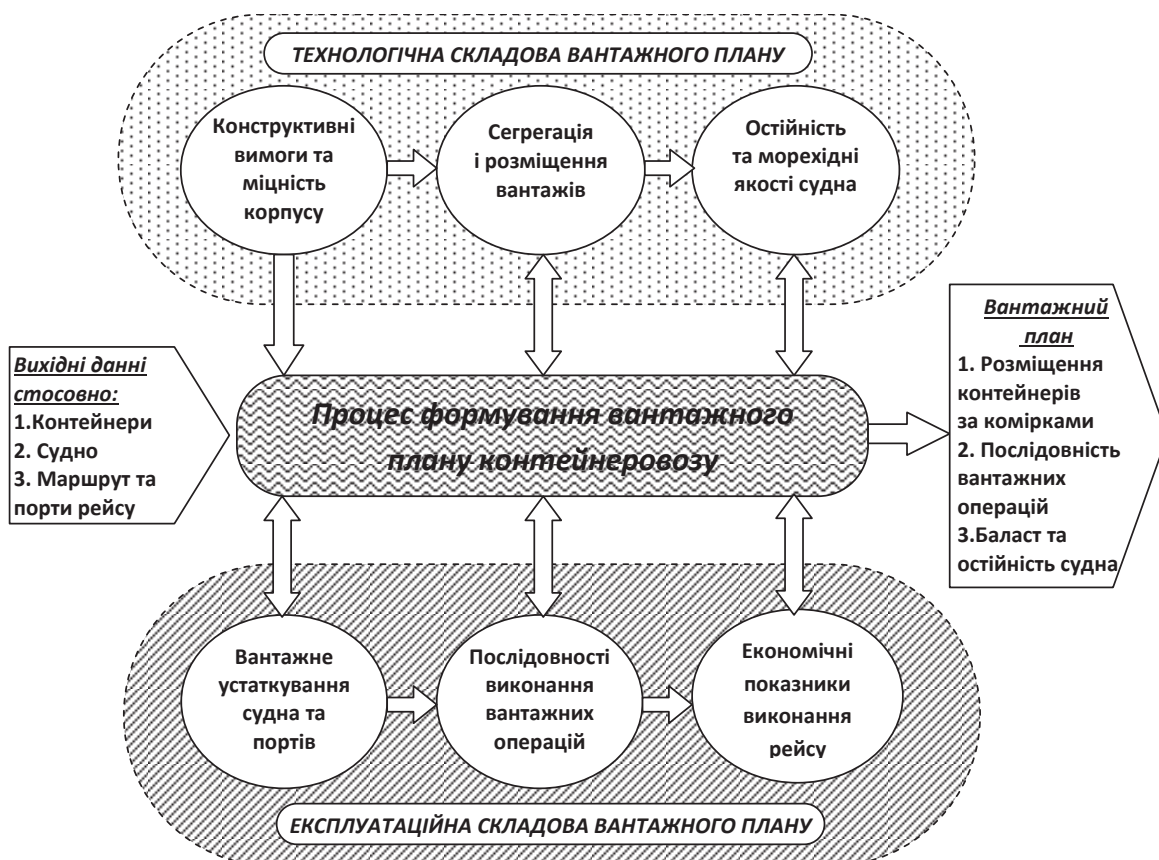 ТЕХНОЛОГІЧНА СКЛАДОВА ВАНТАЖНОГО ПЛАНУ
Конструктивні
вимоги та
міцність
корпусу
Сегрегація
і розміщення
вантажів
Остійність
та морехідні
якості судна
Вихідні данні
стосовно:
1.Контейнери
2. Судно
3. Маршрут та
порти рейсу
Процес формування вантажного
плану контейнеровозу
Вантажний
план
1. Розміщення
контейнерів
за комірками
2. Послідовність
вантажних
операцій
3.Баласт та
остійність судна
Вантажне
устаткування
судна та
портів
Послідовності
виконання
вантажних
операцій
Економічні
показники
виконання
рейсу
ЕКСПЛУАТАЦІЙНА СКЛАДОВА ВАНТАЖНОГО ПЛАНУ